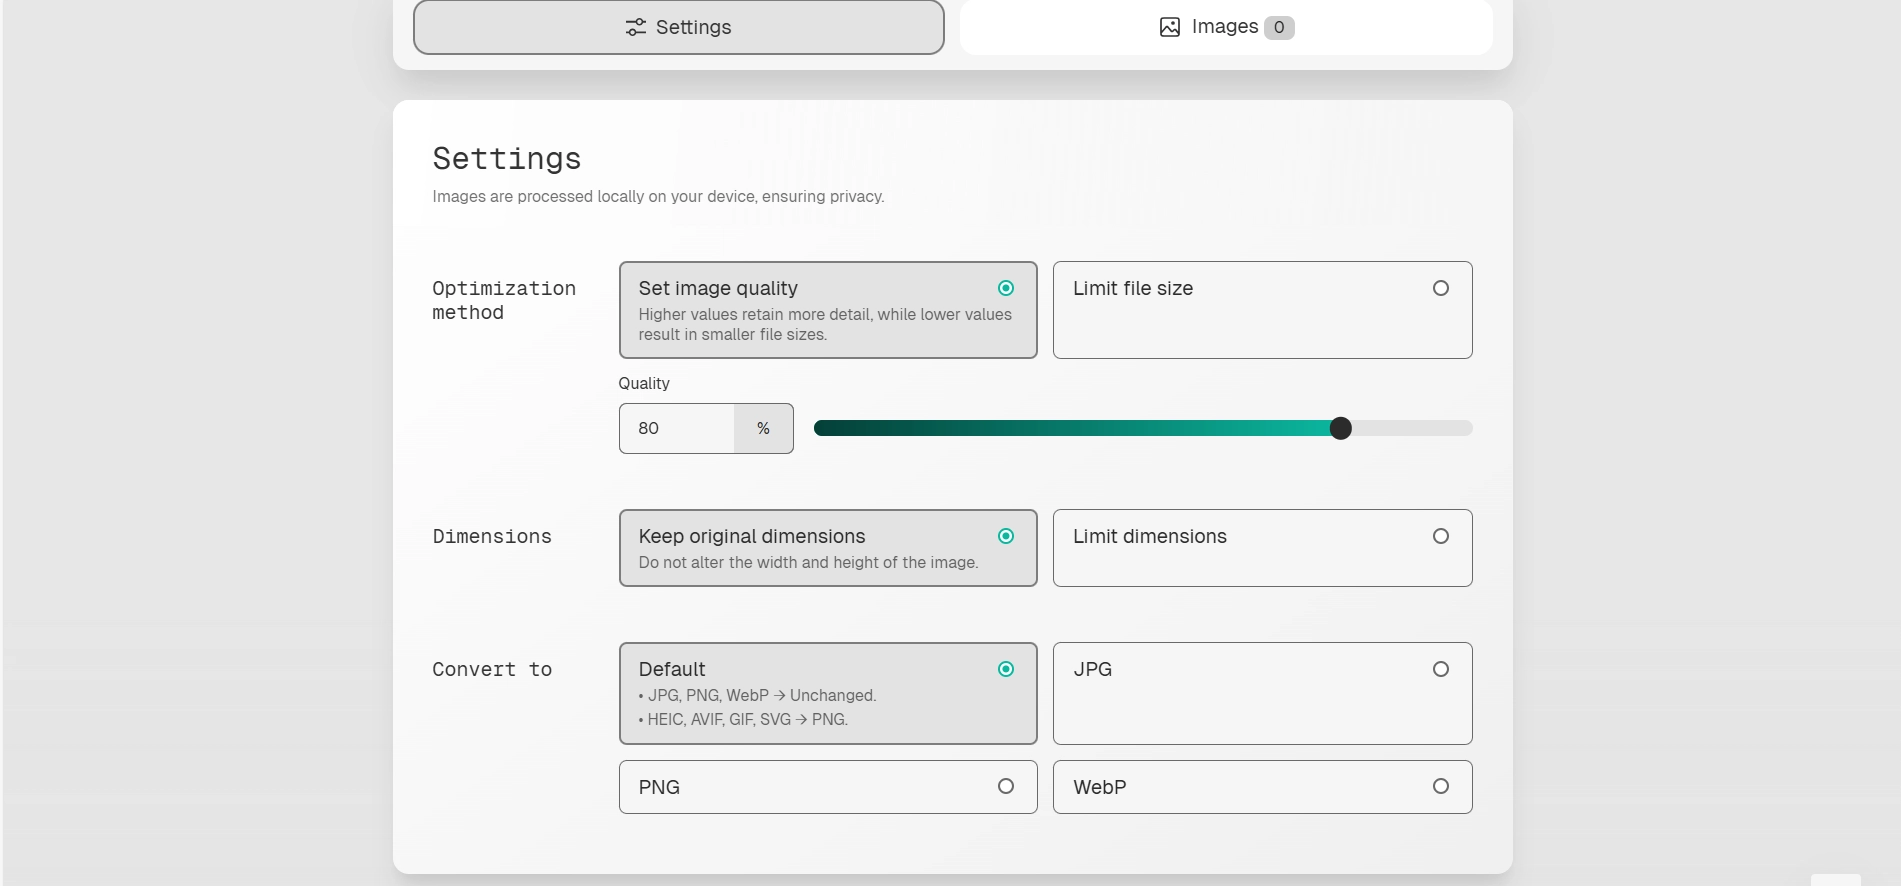 Settings
Images 0
Settings
Images are processed locally on your device, ensuring privacy.
Optimization
method
Set image quality
Higher values retain more detail, while lower values
result in smaller file sizes.
Limit file size
Quality
80
%
Dimensions
Keep original dimensions
Do not alter the width and height of the image.
Limit dimensions
Convert to
Default
• JPG, PNG, WebP → Unchanged.
• HEIC, AVIF, GIF, SVG → PNG.
JPG
PNG
WebP